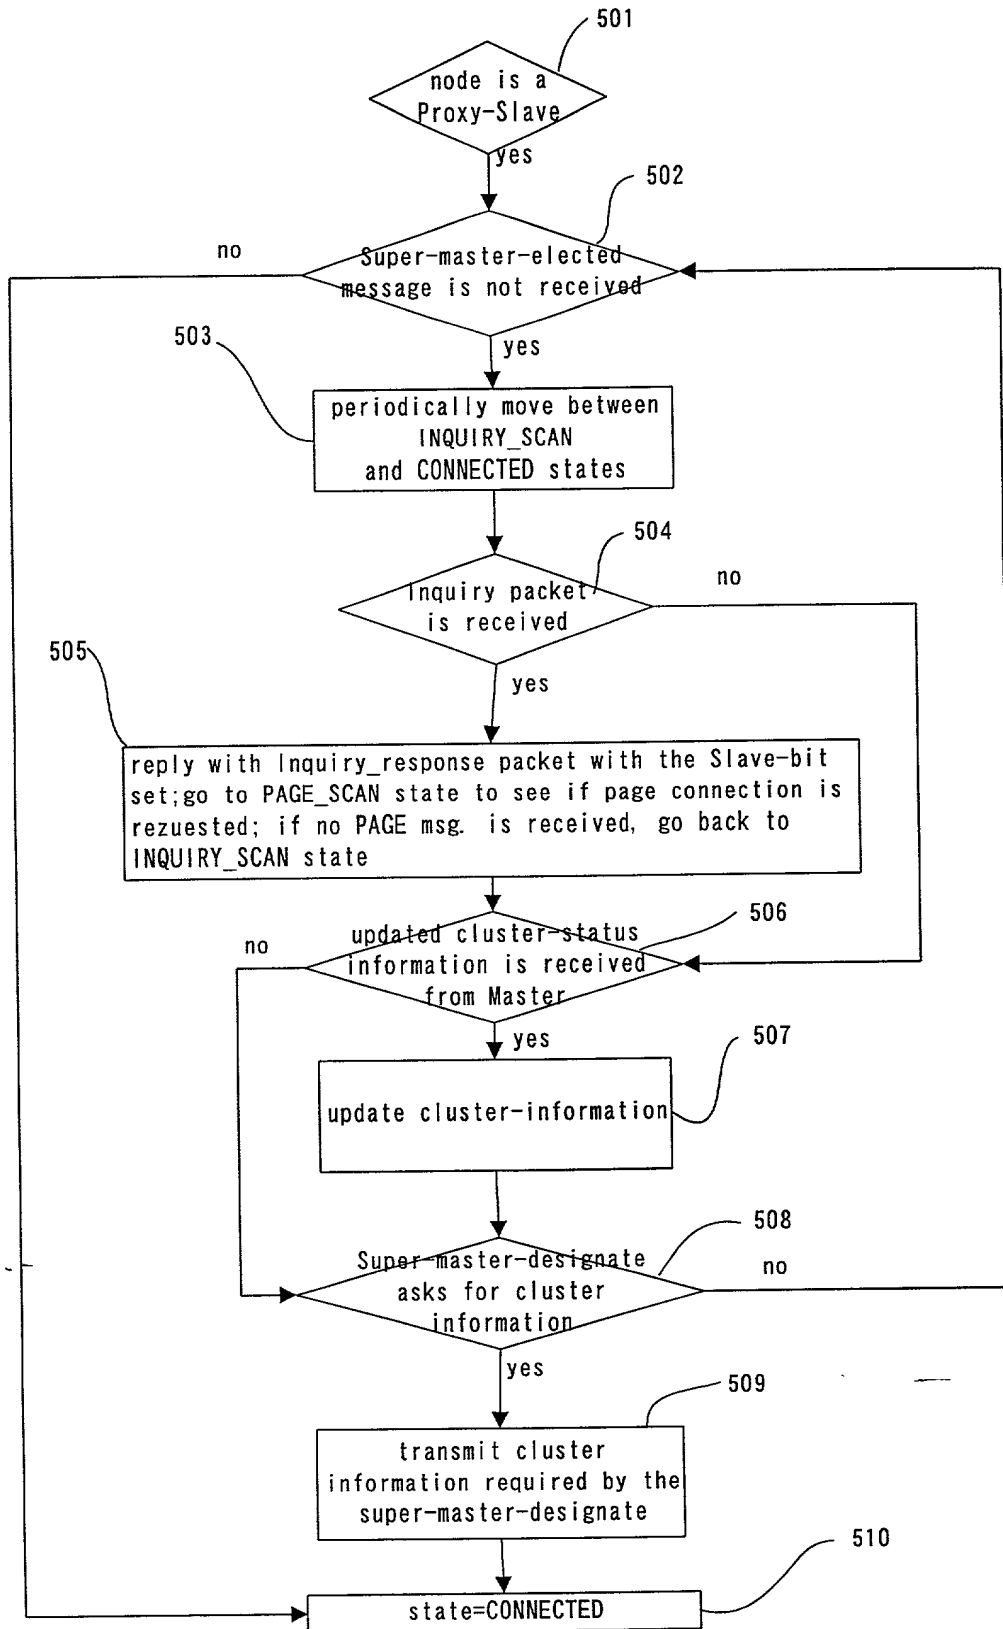 501
node is a
Proxy-Slave
yes
502
no
Super-master-elected
message is not received
503
yes
periodically move between
INQUIRY_SCAN
and CONNECTED states
504
no
Inquiry packet
is received
505
yes
reply with Inquiry_response packet with the Slave-bit
set;go to PAGE_SCAN state to see if page connection is
rezuested; if no PAGE msg. is received, go back to
INQUIRY_SCAN state
506
no
updated cluster-status
information is received
from Master
yes
507
update cluster-information
508
Super-master-designate
asks for cluster
information
no
yes
509
transmit cluster
information required by the
super-master-designate
510
state=CONNECTED